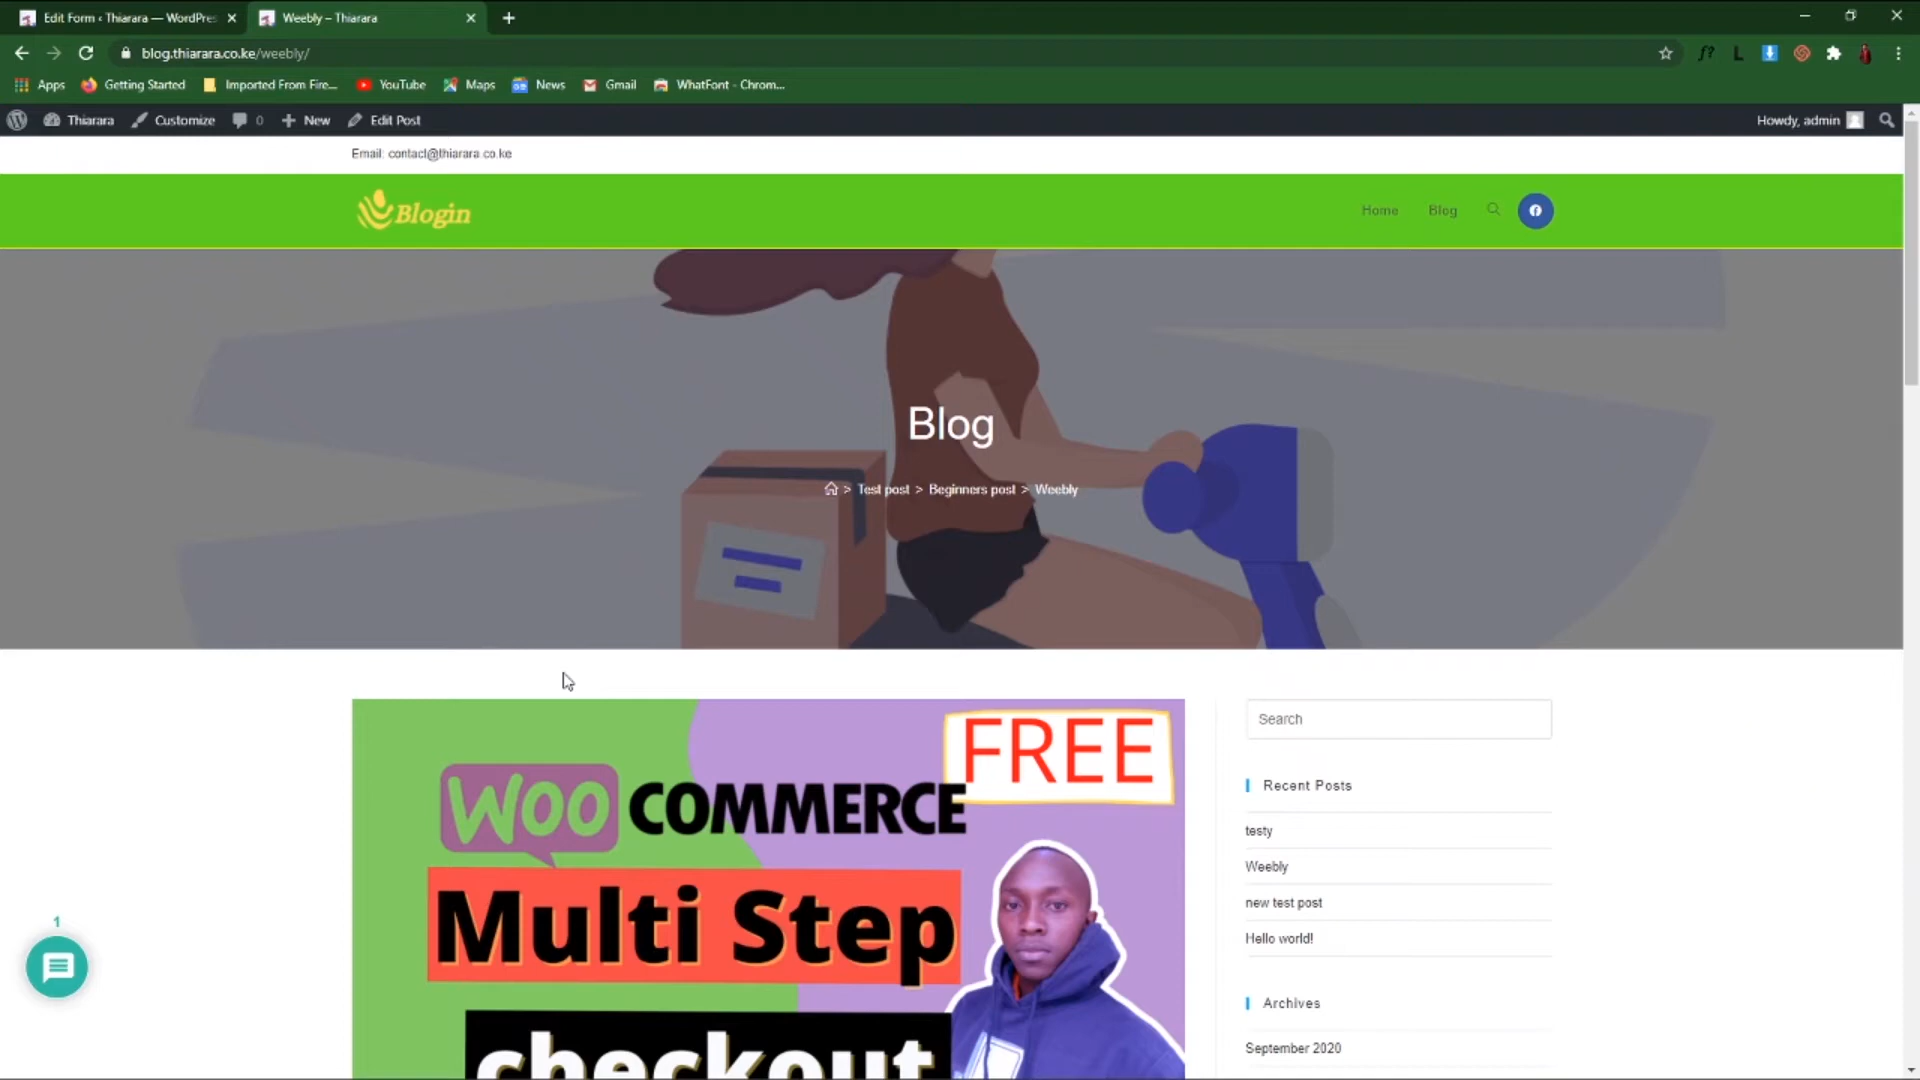 Edit Form ‹ Thiarara — WordPres
Weebly – Thiarara
blog.thiarara.co.ke/weebly/
Apps
Getting Started
Imported From Fire...
YouTube
Maps
News
Gmail
WhatFont - Chrom...
Thiarara
Customize
0
New
Edit Post
Howdy, admin
Email: contact@thiarara.co.ke
Blogin
Home
Blog
Blog
> Test post > Beginners post > Weebly
FREE
WOO COMMERCE
Multi Step
checkout
Search
Recent Posts
testy
Weebly
new test post
Hello world!
Archives
September 2020
1